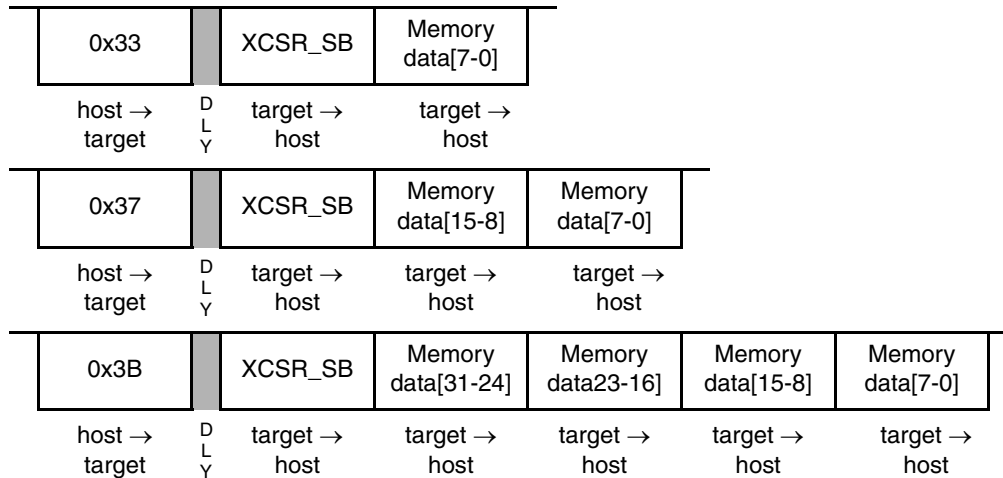 0x33 XCSR_SB Memory data[7-0]
host → target DLY target → host target → host
0x37 XCSR_SB Memory data[15-8] Memory data[7-0]
host → target DLY target → host target → host target → host
0x3B XCSR_SB Memory data[31-24] Memory data23-16] Memory data[15-8] Memory data[7-0]
host → target DLY target → host target → host target → host target → host target → host